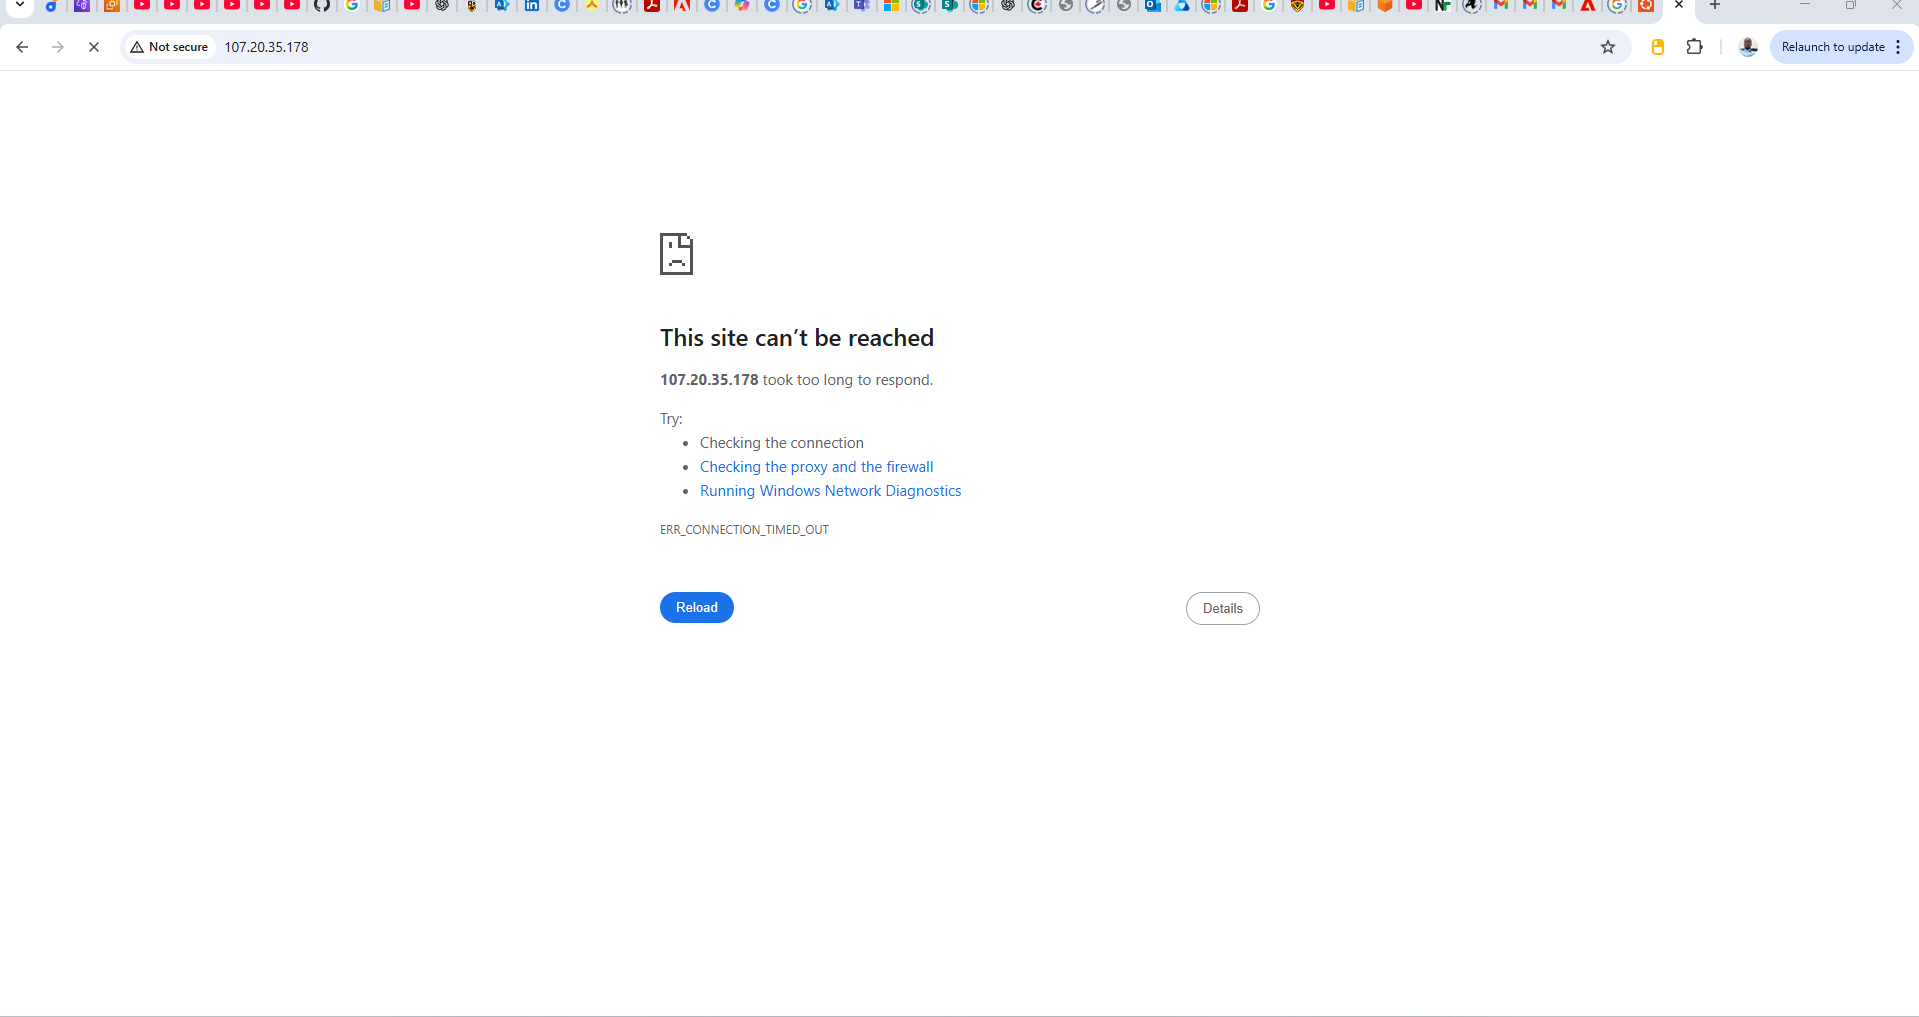 Not secure
107.20.35.178
Relaunch to update
This site can’t be reached
107.20.35.178 took too long to respond.
Try:
Checking the connection
Checking the proxy and the firewall
Running Windows Network Diagnostics
ERR_CONNECTION_TIMED_OUT
Reload
Details